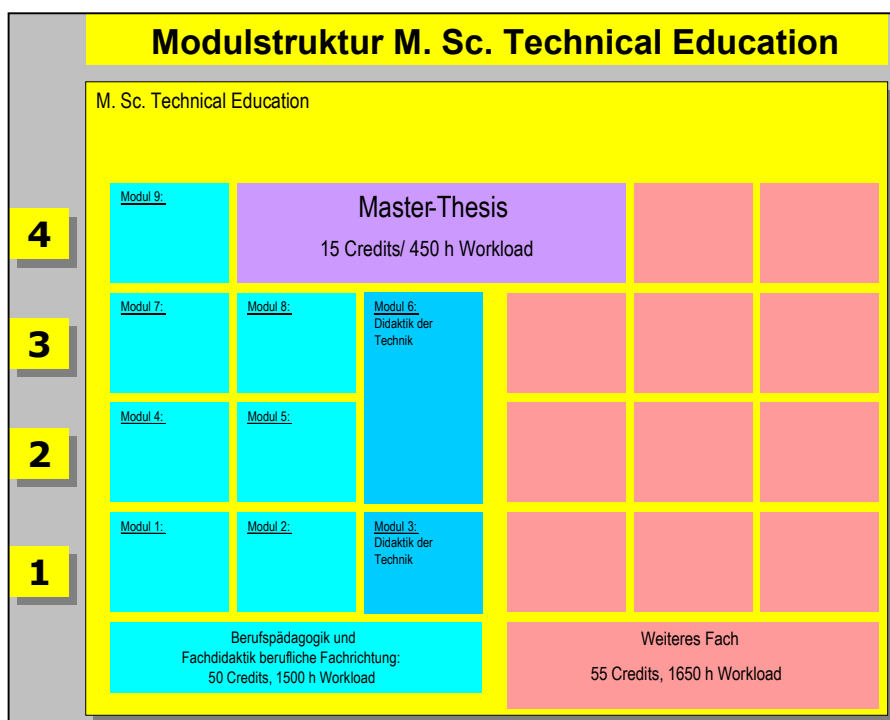 Modulstruktur M. Sc. Technical Education
M. Sc. Technical Education
4
Modul 9:
Master-Thesis
15 Credits/ 450 h Workload
3
Modul 7:
Modul 8:
Modul 6:
Didaktik der
Technik
2
Modul 4:
Modul 5:
1
Modul 1:
Modul 2:
Modul 3:
Didaktik der
Technik
Berufspädagogik und
Fachdidaktik berufliche Fachrichtung:
50 Credits, 1500 h Workload
Weiteres Fach
55 Credits, 1650 h Workload